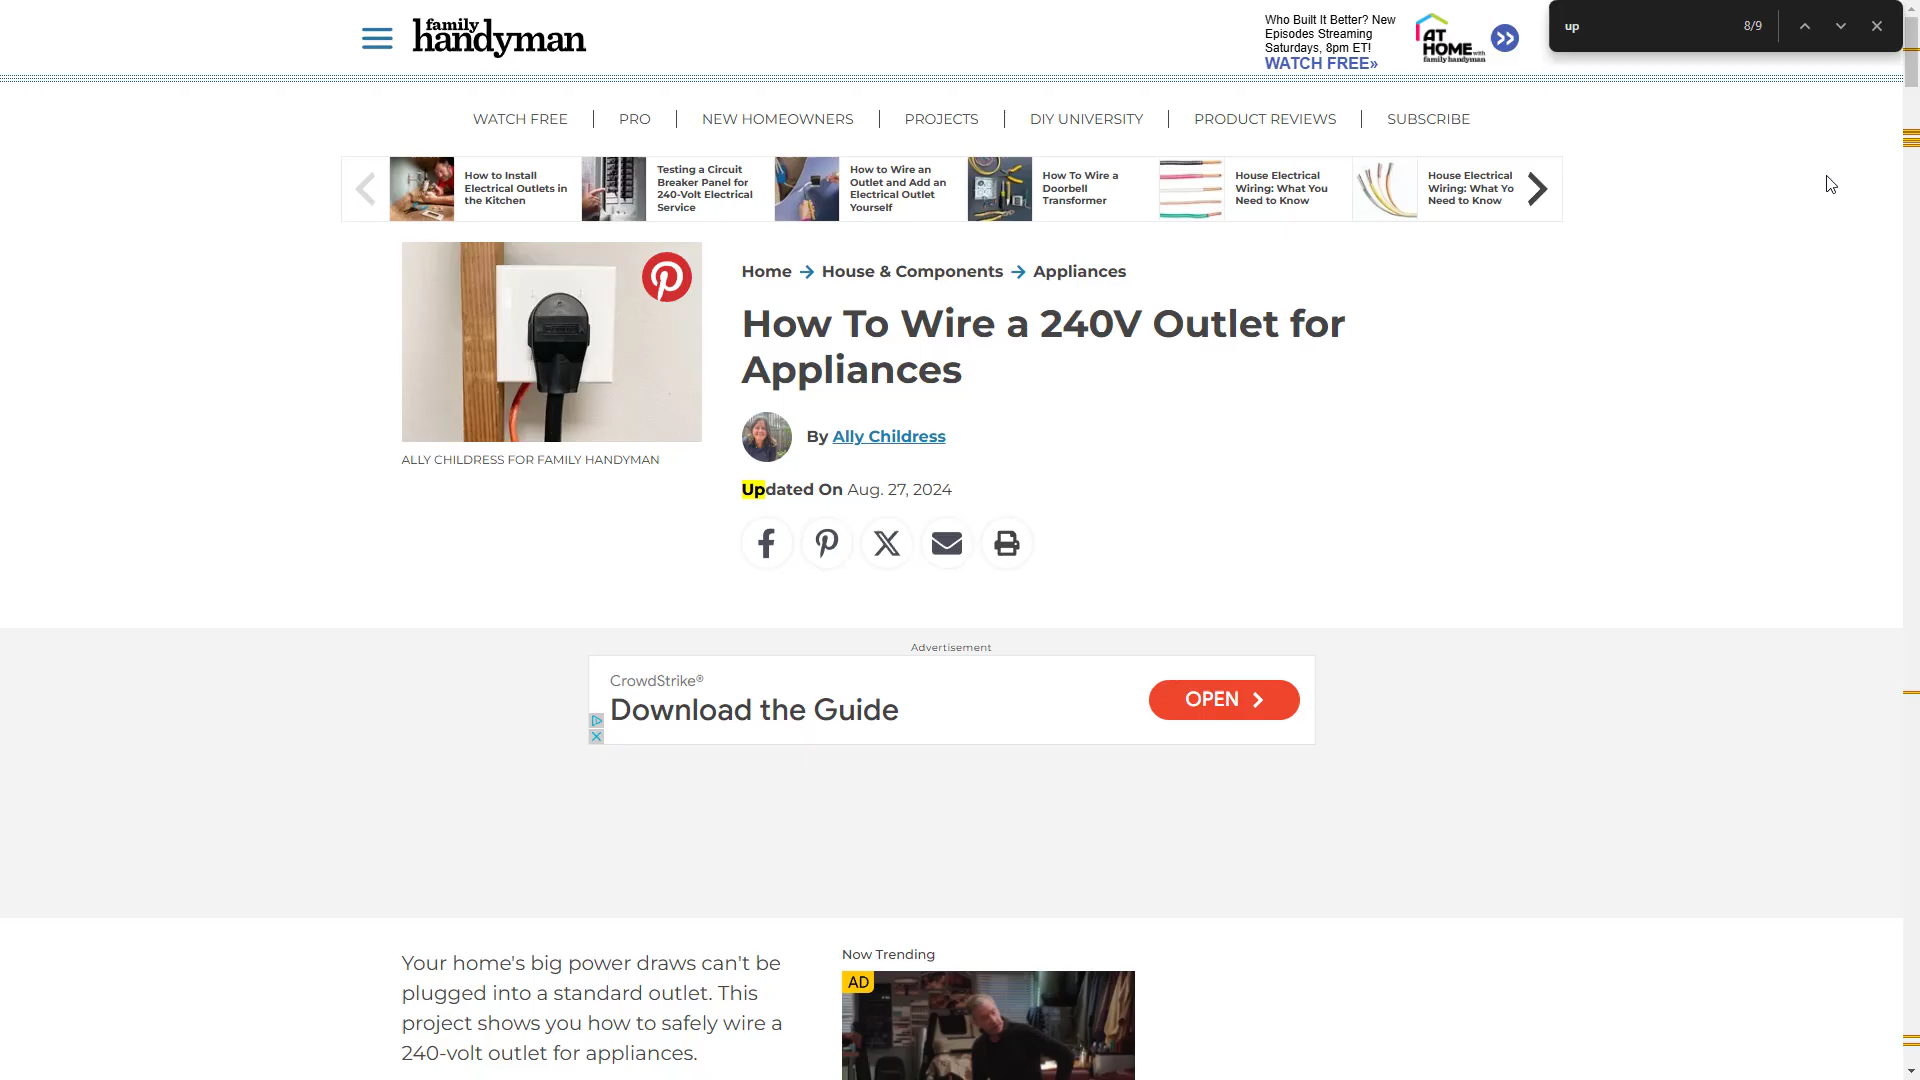 family
handyman
Who Built It Better? New
Episodes Streaming
Saturdays, 8pm ET!
WATCH FREE»
AT
HOME with
family handyman
up
8/9
WATCH FREE
PRO
NEW HOMEOWNERS
PROJECTS
DIY UNIVERSITY
PRODUCT REVIEWS
SUBSCRIBE
How to Install
Electrical Outlets in
the Kitchen
Testing a Circuit
Breaker Panel for
240-Volt Electrical
Service
How to Wire an
Outlet and Add an
Electrical Outlet
Yourself
How To Wire a
Doorbell
Transformer
House Electrical
Wiring: What You
Need to Know
House Electrical
Wiring: What Yo
Need to Know
ALLY CHILDRESS FOR FAMILY HANDYMAN
Home → House & Components → Appliances
How To Wire a 240V Outlet for
Appliances
By Ally Childress
Updated On Aug. 27, 2024
Advertisement
CrowdStrike®
Download the Guide
OPEN
Your home's big power draws can't be
plugged into a standard outlet. This
project shows you how to safely wire a
240-volt outlet for appliances.
Now Trending
AD